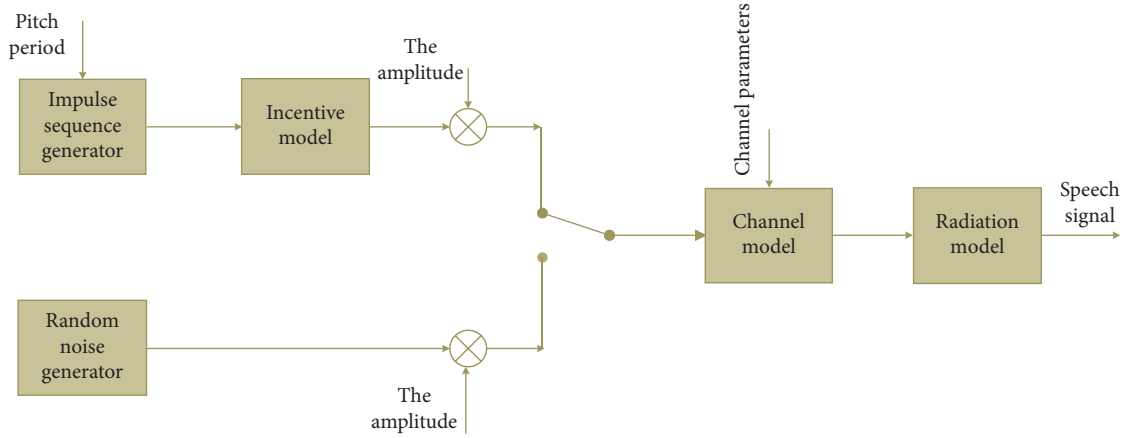 Pitch
period
Impulse
sequence
generator
Incentive
model
The
amplitude
Channel parameters
Channel
model
Radiation
model
Speech
signal
Random
noise
generator
The
amplitude